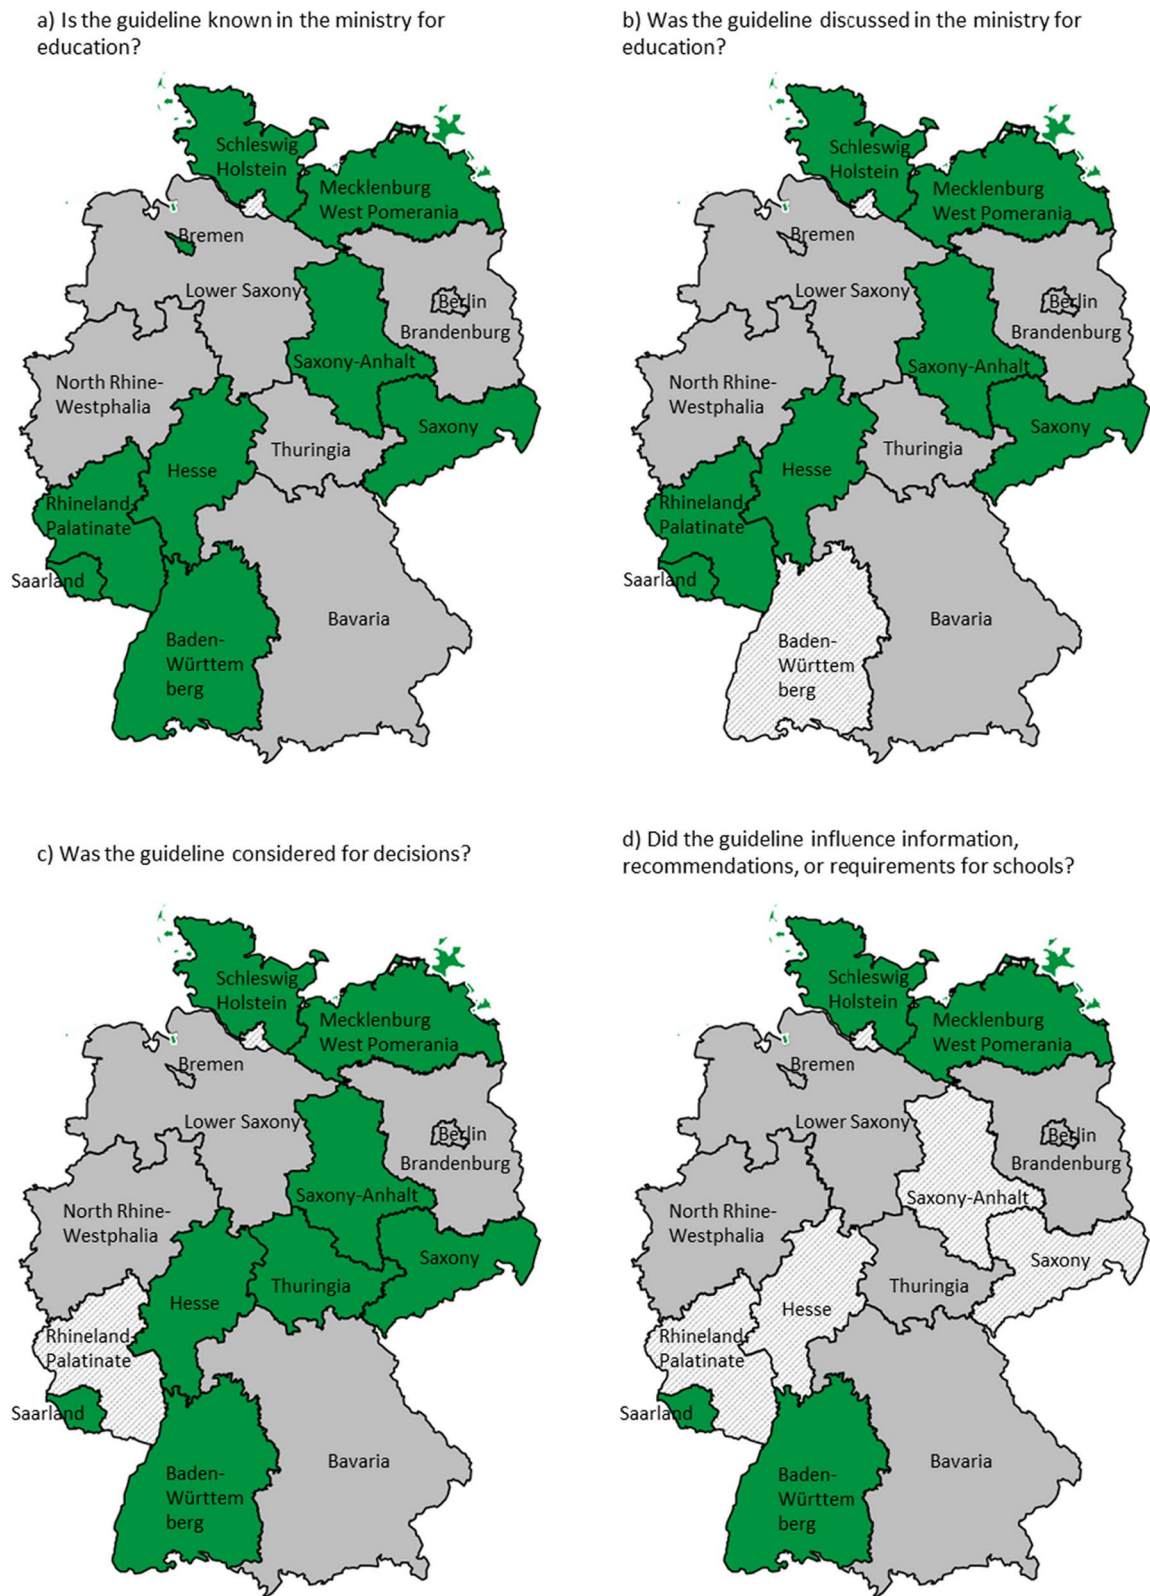 a) Is the guideline known in the ministry for
education?
Schleswig
Holstein
Mecklenburg
West Pomerania
Bremen
Lower Saxony
Berlin
Brandenburg
Saxony-Anhalt
North Rhine-
Westphalia
Saxony
Thuringia
Hesse
Rhineland
Palatinate
Saarland
Bavaria
Baden-
Württem
berg
b) Was the guideline discussed in the ministry for
education?
Schleswig
Holstein
Mecklenburg
West Pomerania
Bremen
Lower Saxony
Berlin
Brandenburg
Saxony-Anhalt
North Rhine-
Westphalia
Saxony
Thuringia
Hesse
Rhineland
Palatinate
Saarland
Bavaria
Baden-
Württem
berg
c) Was the guideline considered for decisions?
Schleswig
Holstein
Mecklenburg
West Pomerania
Bremen
Lower Saxony
Berlin
Brandenburg
Saxony-Anhalt
North Rhine-
Westphalia
Saxony
Thuringia
Hesse
Rhineland
Palatinate
Saarland
Bavaria
Baden-
Württem
berg
d) Did the guideline influence information,
recommendations, or requirements for schools?
Schleswig
Holstein
Mecklenburg
West Pomerania
Bremen
Lower Saxony
Berlin
Brandenburg
Saxony-Anhalt
North Rhine-
Westphalia
Saxony
Thuringia
Hesse
Rhineland
Palatinate
Saarland
Bavaria
Baden-
Württem
berg